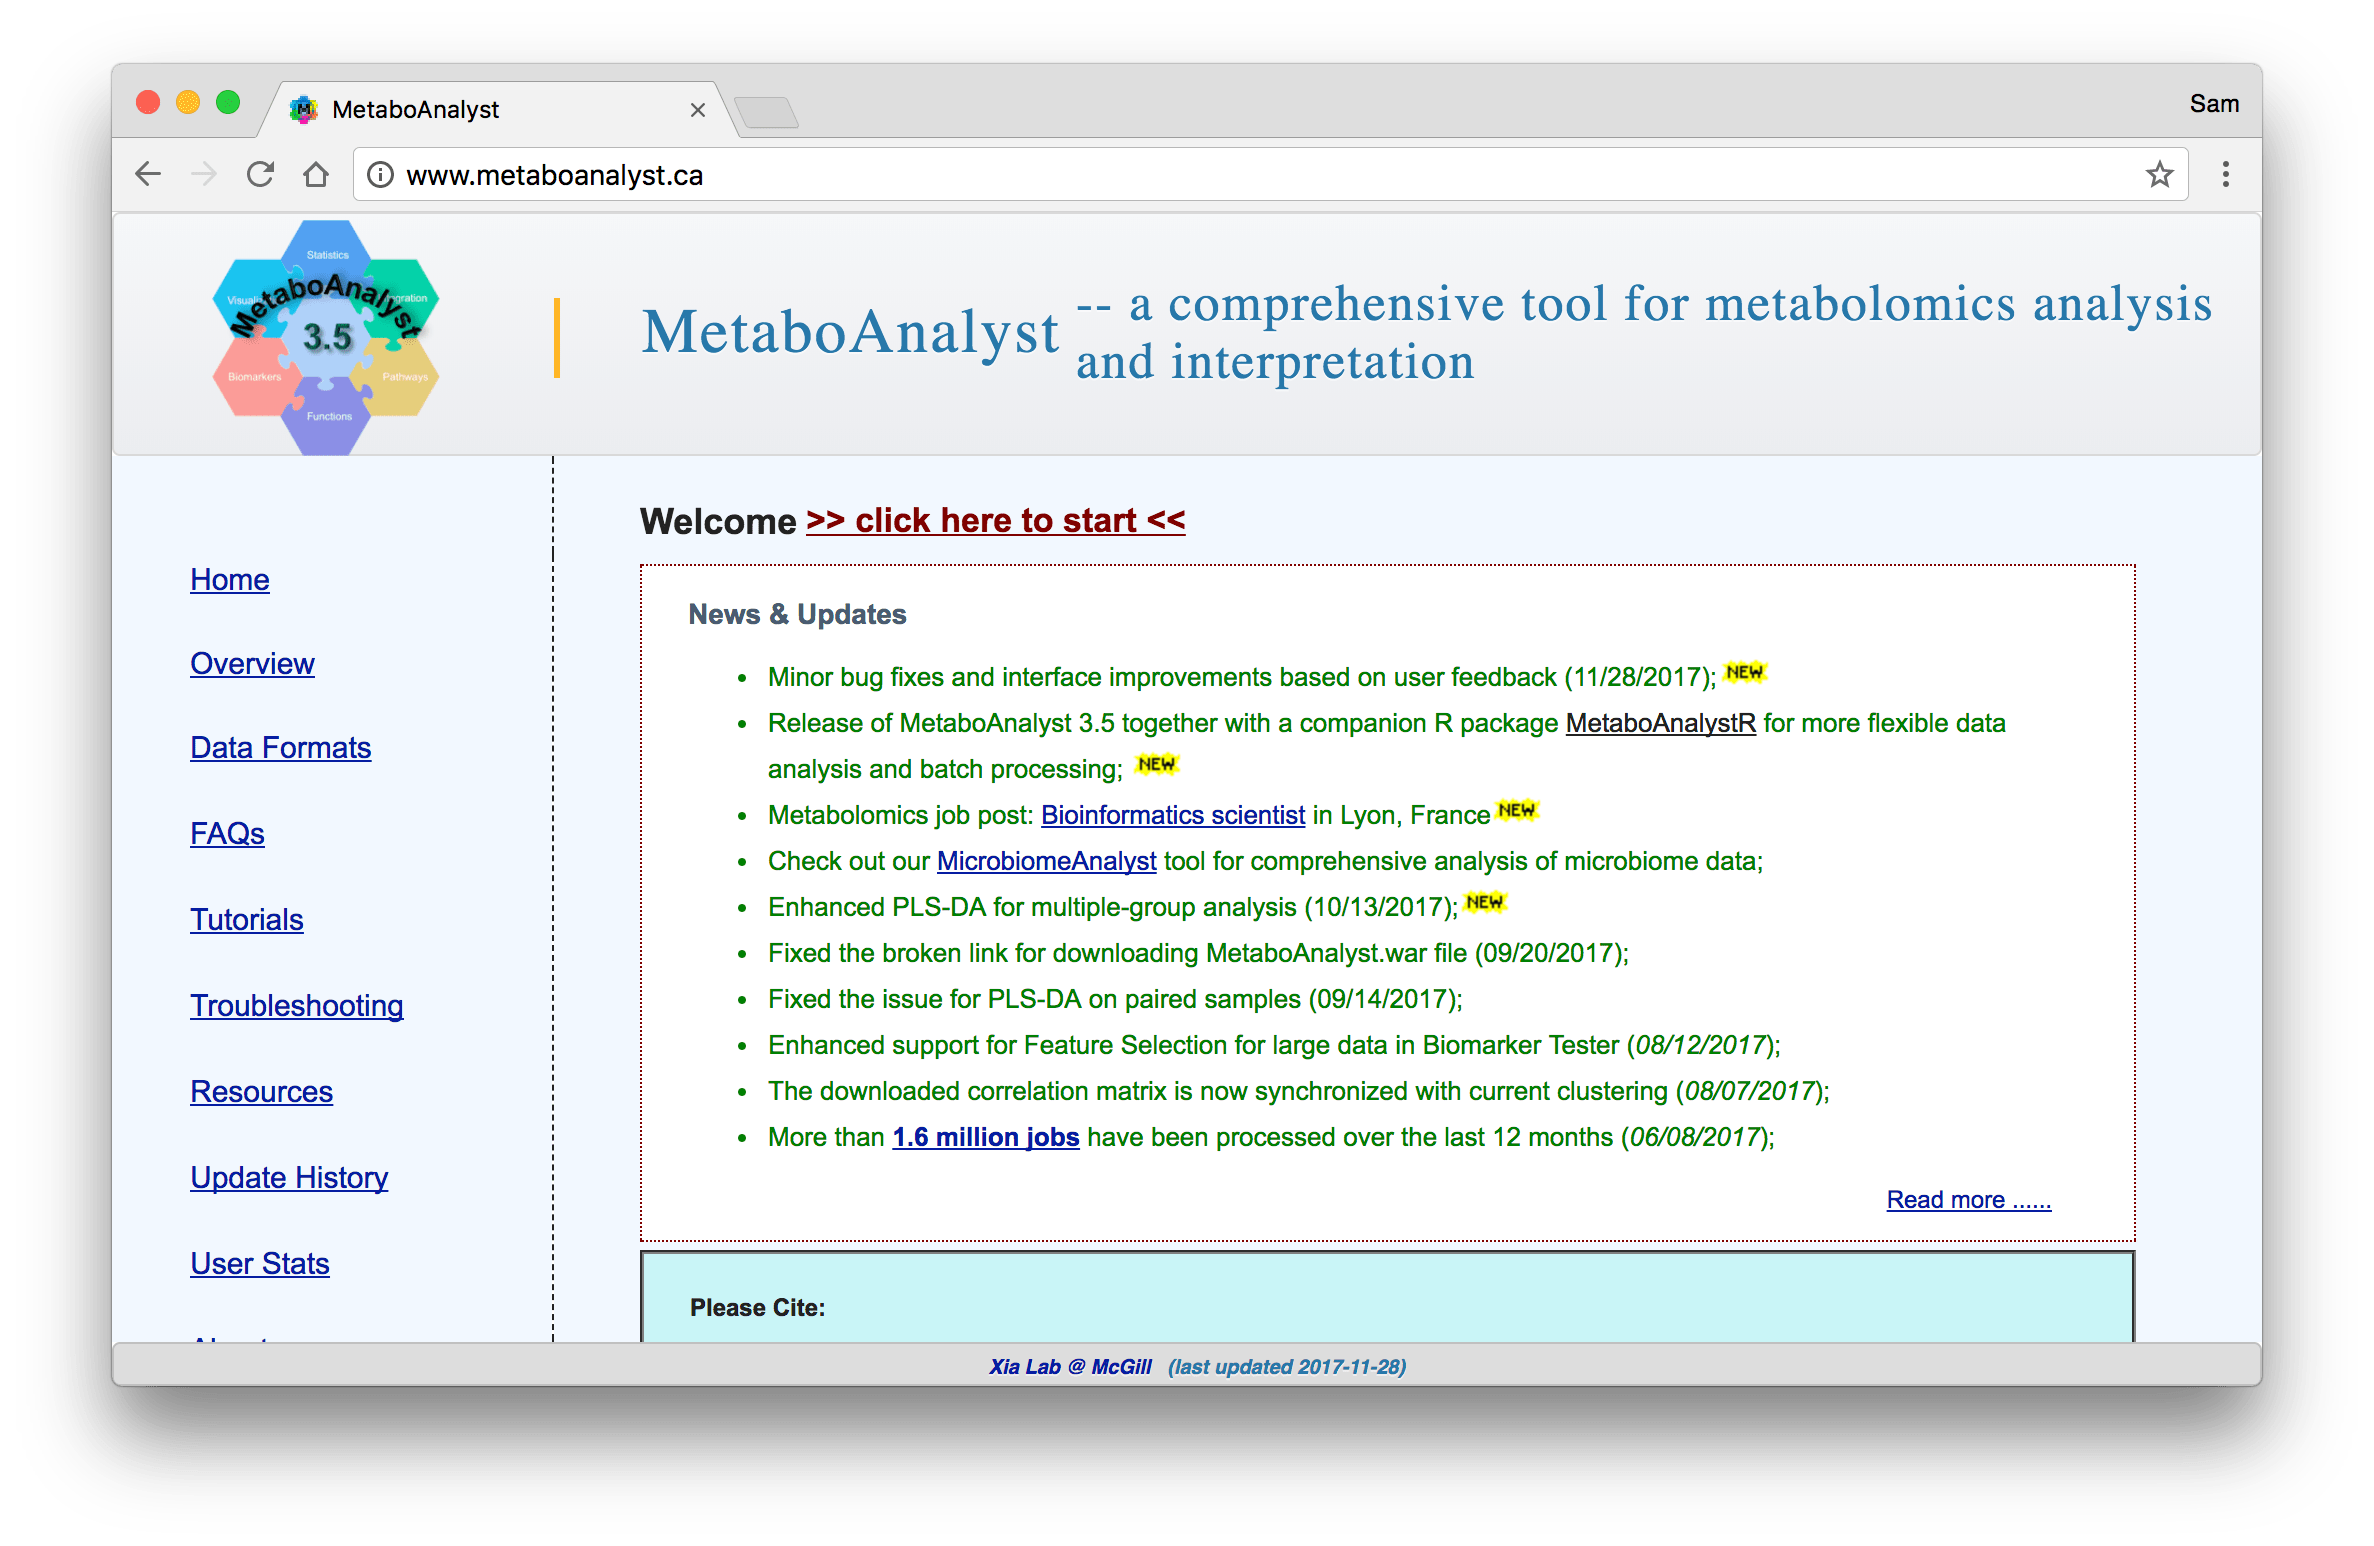 MetaboAnalyst
Sam
www.metaboanalyst.ca
Statistics
MetaboAnalyst
3.5
Biomarkers
Pathways
Functions
MetaboAnalyst -- a comprehensive tool for metabolomics analysis
and interpretation
Welcome >> click here to start <<
Home
Overview
Data Formats
FAQs
Tutorials
Troubleshooting
Resources
Update History
User Stats
News & Updates
• Minor bug fixes and interface improvements based on user feedback (11/28/2017); NEW
• Release of MetaboAnalyst 3.5 together with a companion R package MetaboAnalystR for more flexible data
analysis and batch processing; NEW
• Metabolomics job post: Bioinformatics scientist in Lyon, France NEW
• Check out our MicrobiomeAnalyst tool for comprehensive analysis of microbiome data;
• Enhanced PLS-DA for multiple-group analysis (10/13/2017); NEW
• Fixed the broken link for downloading MetaboAnalyst.war file (09/20/2017);
• Fixed the issue for PLS-DA on paired samples (09/14/2017);
• Enhanced support for Feature Selection for large data in Biomarker Tester (08/12/2017);
• The downloaded correlation matrix is now synchronized with current clustering (08/07/2017);
• More than 1.6 million jobs have been processed over the last 12 months (06/08/2017);
Read more ......
Please Cite:
Xia Lab @ McGill (last updated 2017-11-28)